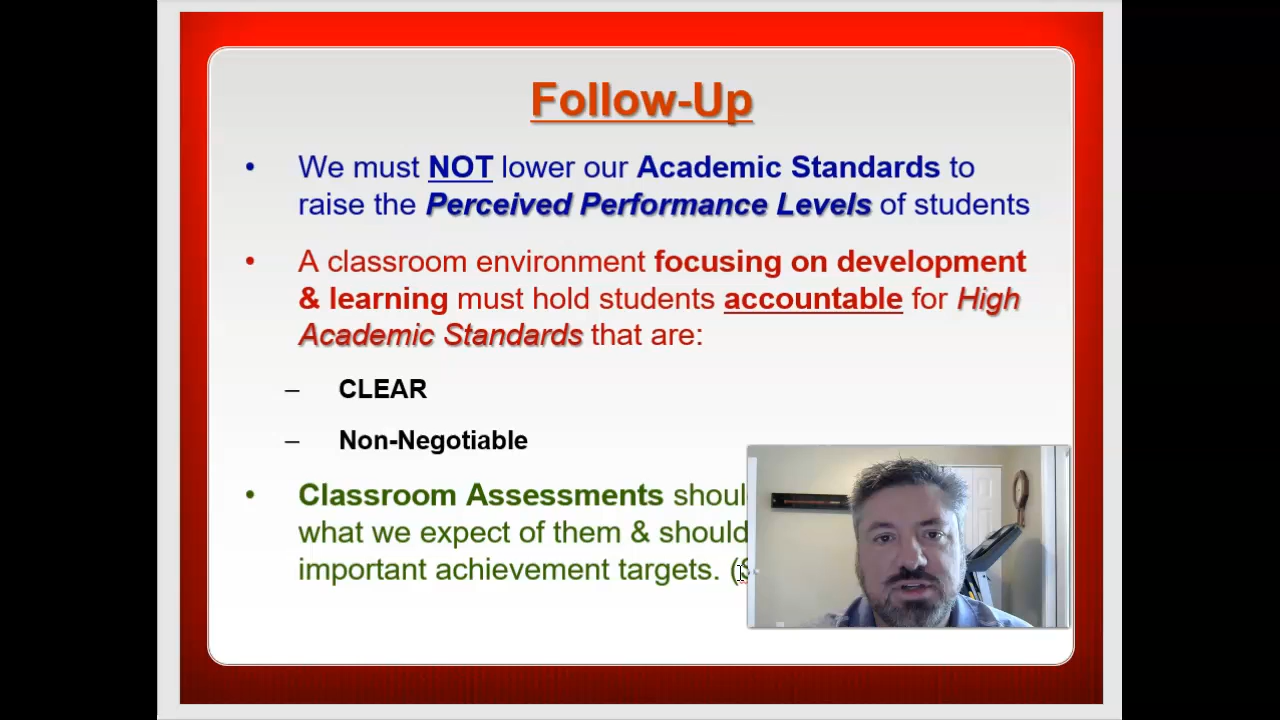 Follow-Up
• We must NOT lower our Academic Standards to
raise the Perceived Performance Levels of students
• A classroom environment focusing on development
& learning must hold students accountable for High
Academic Standards that are:
– CLEAR
– Non-Negotiable
• Classroom Assessments
what we expect of them & should
important achievement targets.